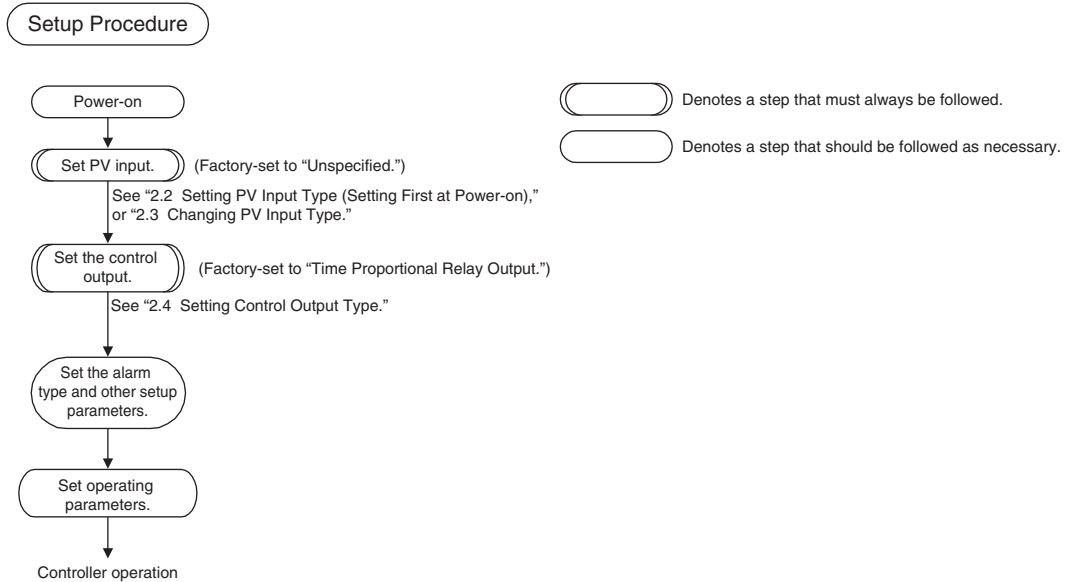 Setup Procedure
Power-on
Denotes a step that must always be followed.
Denotes a step that should be followed as necessary.
Set PV input.
(Factory-set to “Unspecified.”)
See “2.2 Setting PV Input Type (Setting First at Power-on),”
or “2.3 Changing PV Input Type.”
Set the control
output.
(Factory-set to “Time Proportional Relay Output.”)
See “2.4 Setting Control Output Type.”
Set the alarm
type and other setup
parameters.
Set operating
parameters.
Controller operation